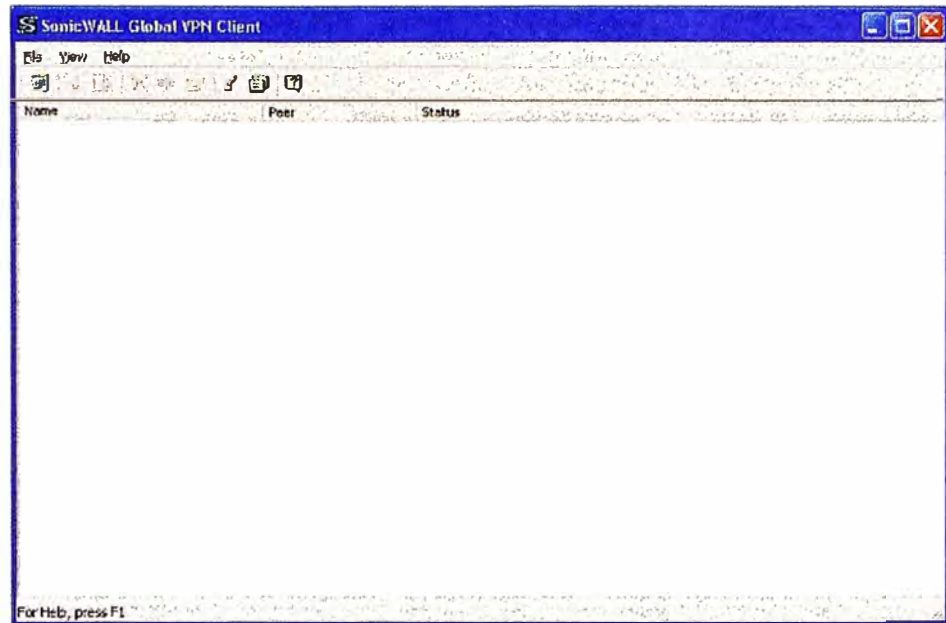 SonicWALL Global VPN Client
File View Help
Name Peer Status
For Help, press F1